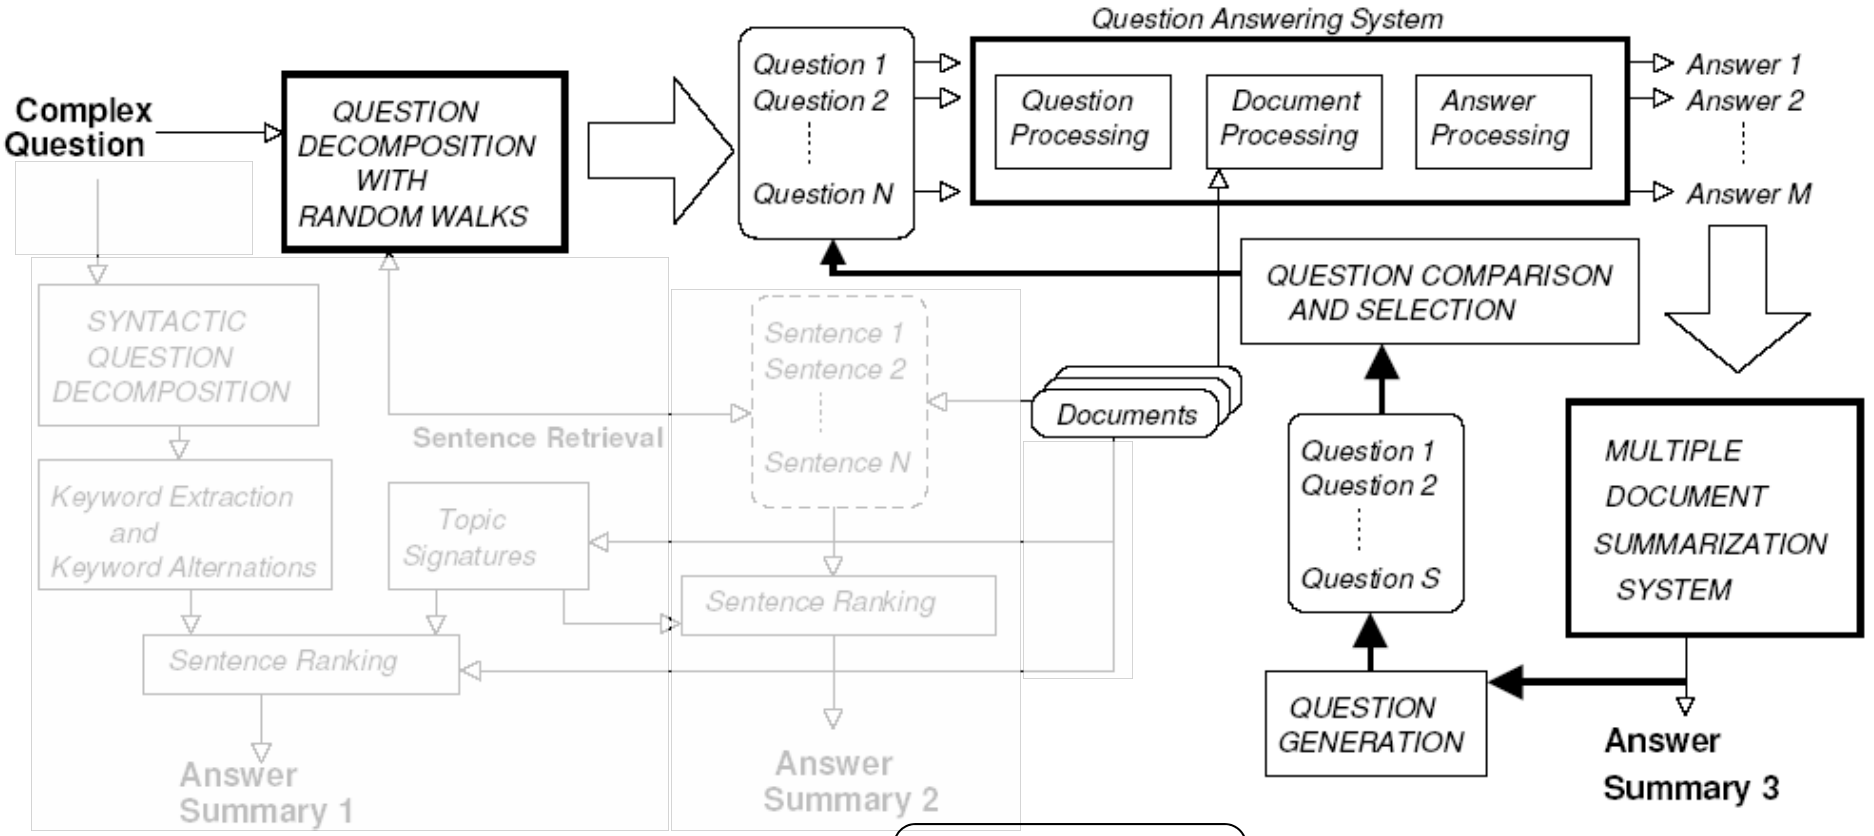 Question Answering System
Complex
Question
QUESTION
DECOMPOSITION
WITH
RANDOM WALKS
Question 1
Question 2
Question N
Question
Processing
Document
Processing
Answer
Processing
Answer 1
Answer 2
Answer M
QUESTION COMPARISON
AND SELECTION
SYNTACTIC
QUESTION
DECOMPOSITION
Sentence Retrieval
Sentence 1
Sentence 2
Sentence N
Documents
Keyword Extraction
and
Keyword Alternations
Topic
Signatures
Sentence Ranking
Sentence Ranking
Question 1
Question 2
Question S
MULTIPLE
DOCUMENT
SUMMARIZATION
SYSTEM
QUESTION
GENERATION
Answer
Summary 1
Answer
Summary 2
Answer
Summary 3